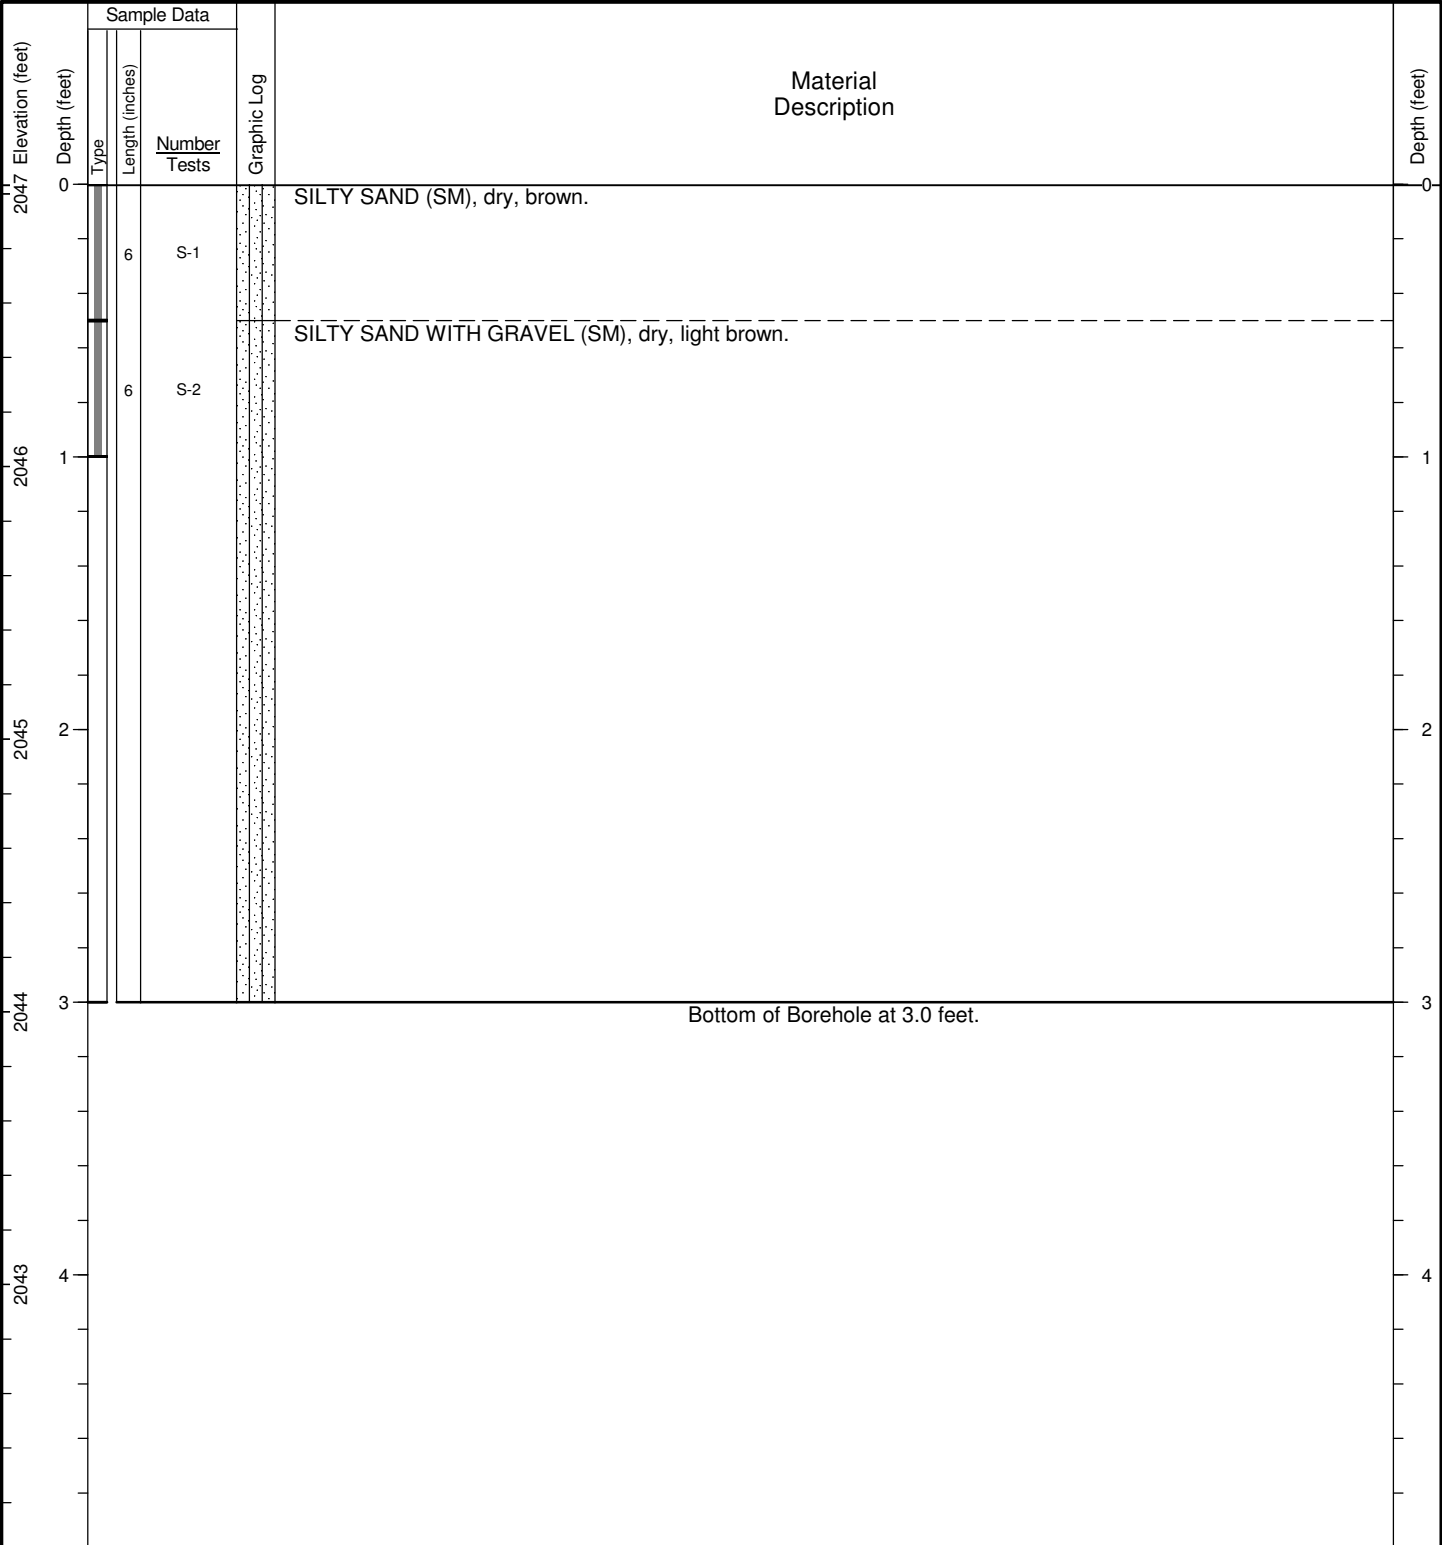 Sample Data
Elevation (feet)
Depth (feet)
Type
Length (inches)
Number
Tests
Graphic Log
Material
Description
Depth (feet)
2047
0
SILTY SAND (SM), dry, brown.
0
6
S-1
SILTY SAND WITH GRAVEL (SM), dry, light brown.
6
S-2
2046
1
1
2045
2
2
2044
3
3
Bottom of Borehole at 3.0 feet.
2043
4
4